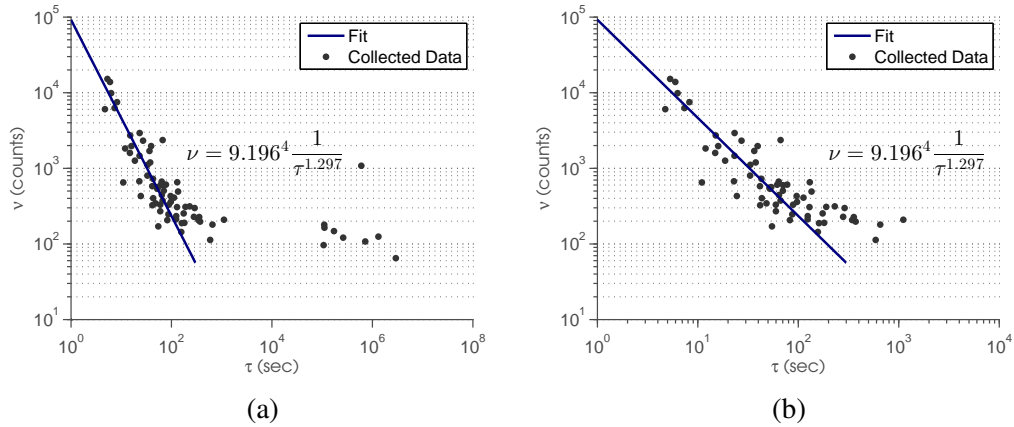 10^5
10^4
10^3
10^2
10^1
ν (counts)
Fit
Collected Data
ν = 9.196^4 1/τ^1.297
10^0 10^2 10^4 10^6 10^8
τ (sec)
(a)
10^5
10^4
10^3
10^2
10^1
ν (counts)
Fit
Collected Data
ν = 9.196^4 1/τ^1.297
10^0 10^1 10^2 10^3 10^4
τ (sec)
(b)